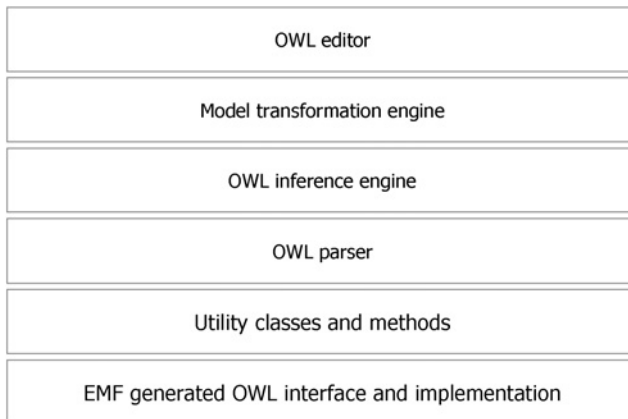 OWL editor
Model transformation engine
OWL inference engine
OWL parser
Utility classes and methods
EMF generated OWL interface and implementation